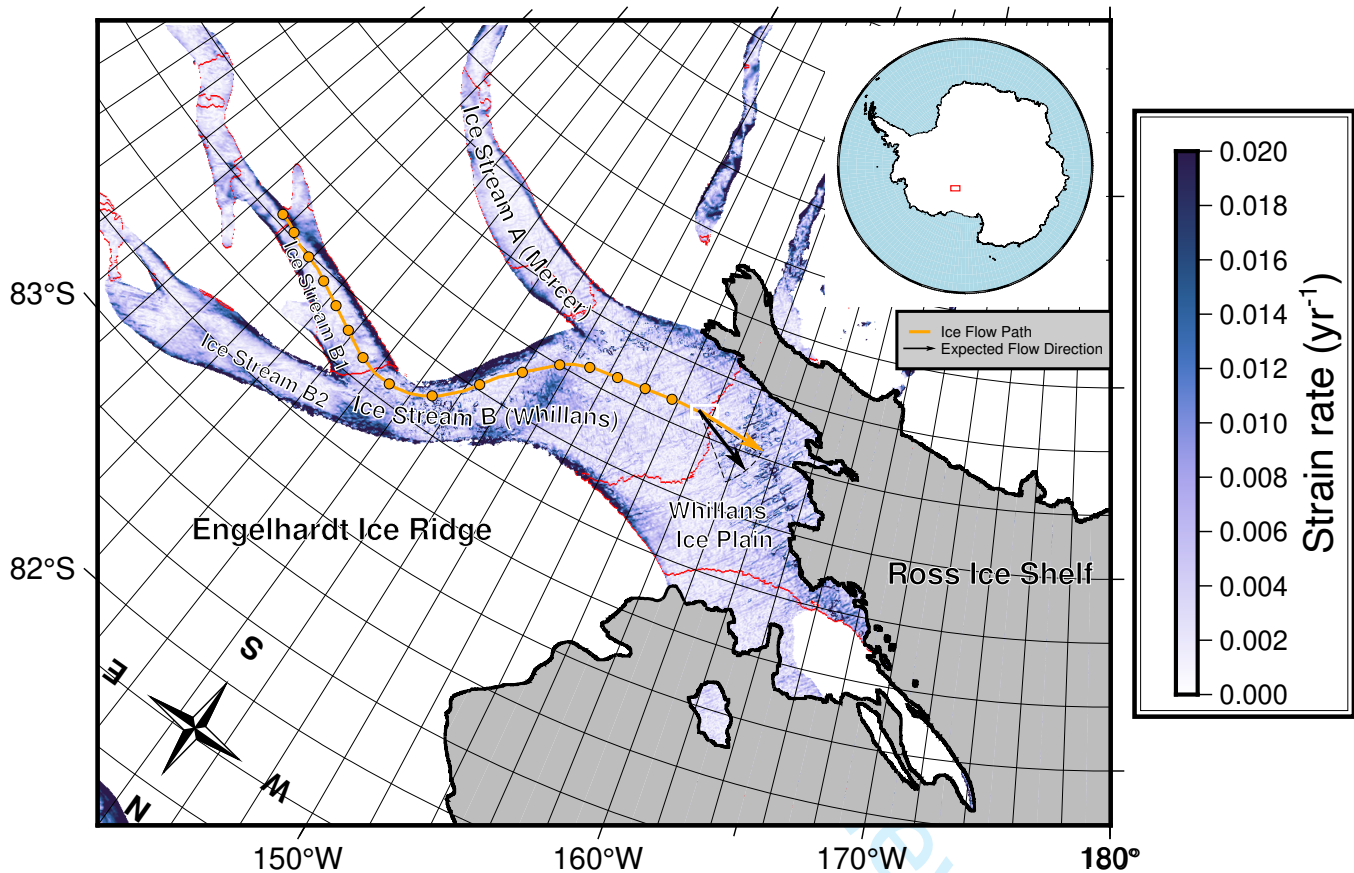 Ice Stream A (Mercer)
Ice Stream B1
Ice Stream B2
Ice Stream B (Whillans)
Whillans
Ice Plain
Engelhardt Ice Ridge
Ross Ice Shelf
Ice Flow Path
Expected Flow Direction
83°S
82°S
S
E
W
N
150°W
160°W
170°W
180°
0.020
0.018
0.016
0.014
0.012
0.010
0.008
0.006
0.004
0.002
0.000
Strain rate (yr⁻¹)